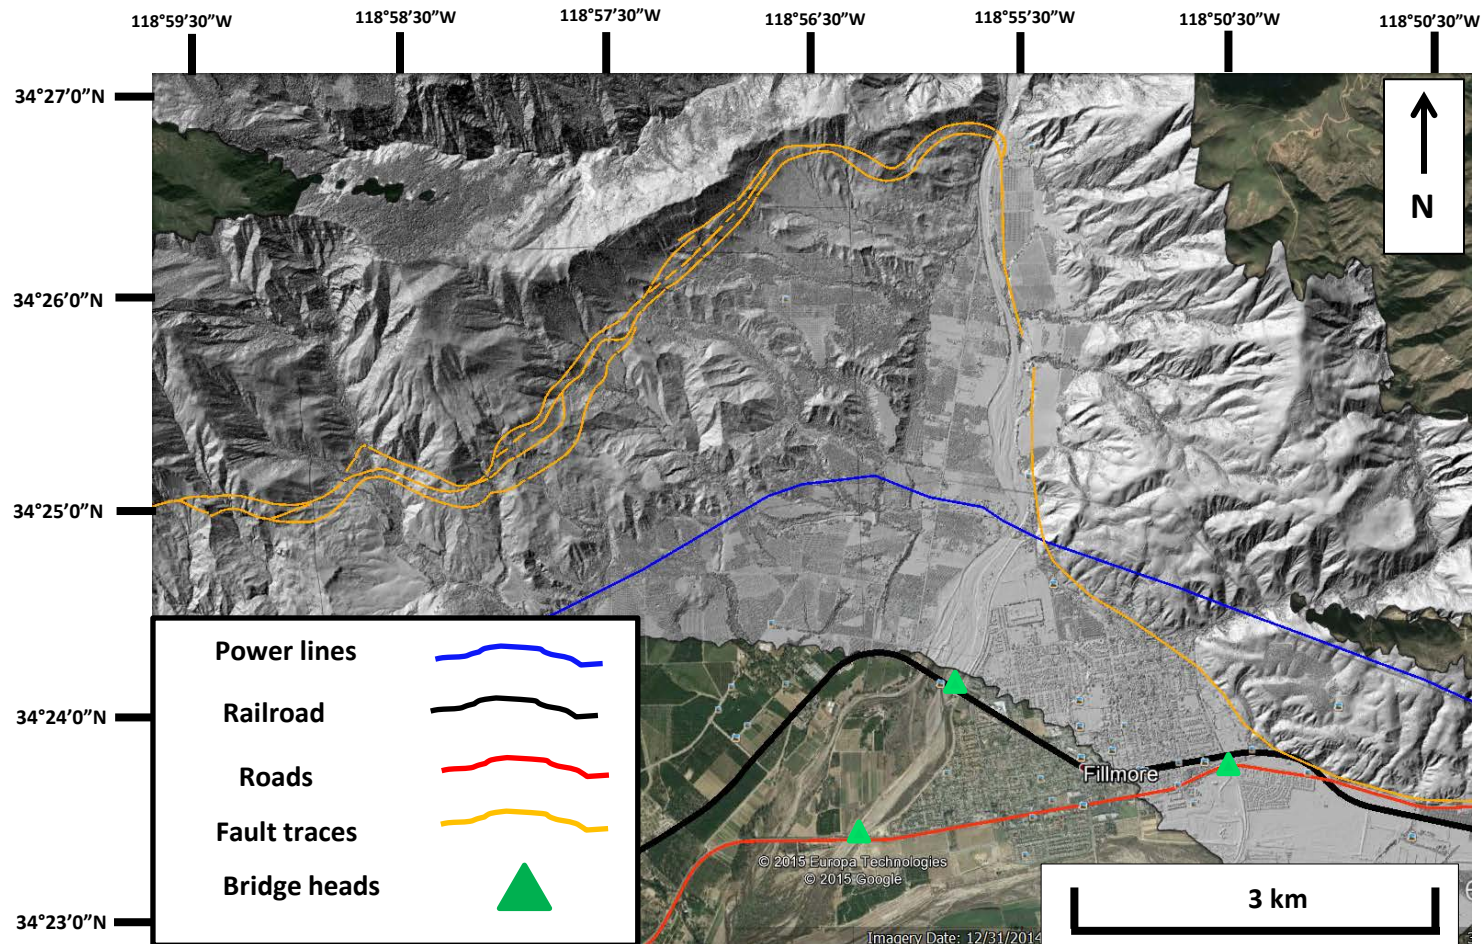 118°59'30"W 118°58'30"W 118°57'30"W 118°56'30"W 118°55'30"W 118°50'30"W 118°50'30"W
34°27'0"N
N
34°26'0"N
34°25'0"N
34°24'0"N
34°23'0"N
Power lines
Railroad
Roads
Fault traces
Bridge heads
Fillmore
© 2015 Europa Technologies
© 2015 Google
3 km
Imagery Date: 12/31/2014